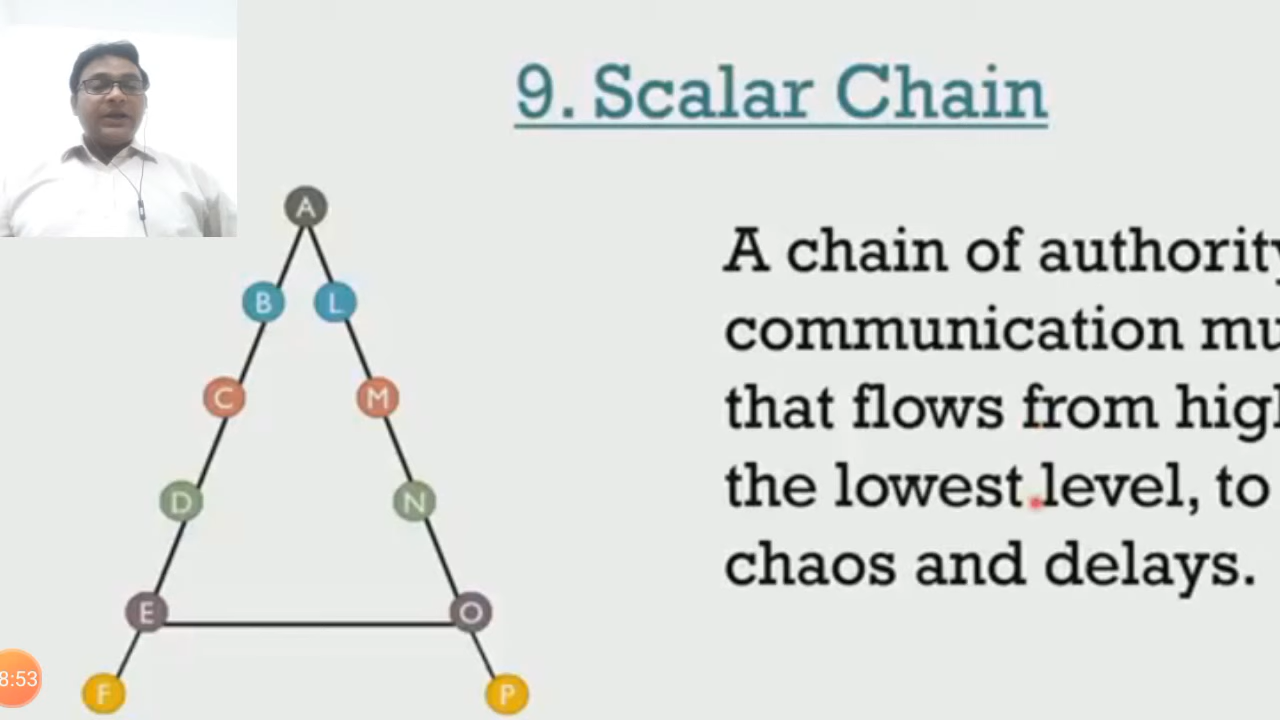 9. Scalar Chain
A
B L
C M
D N
E O
F P
A chain of authority
communication mu
that flows from hig
the lowest level, to
chaos and delays.
8:53